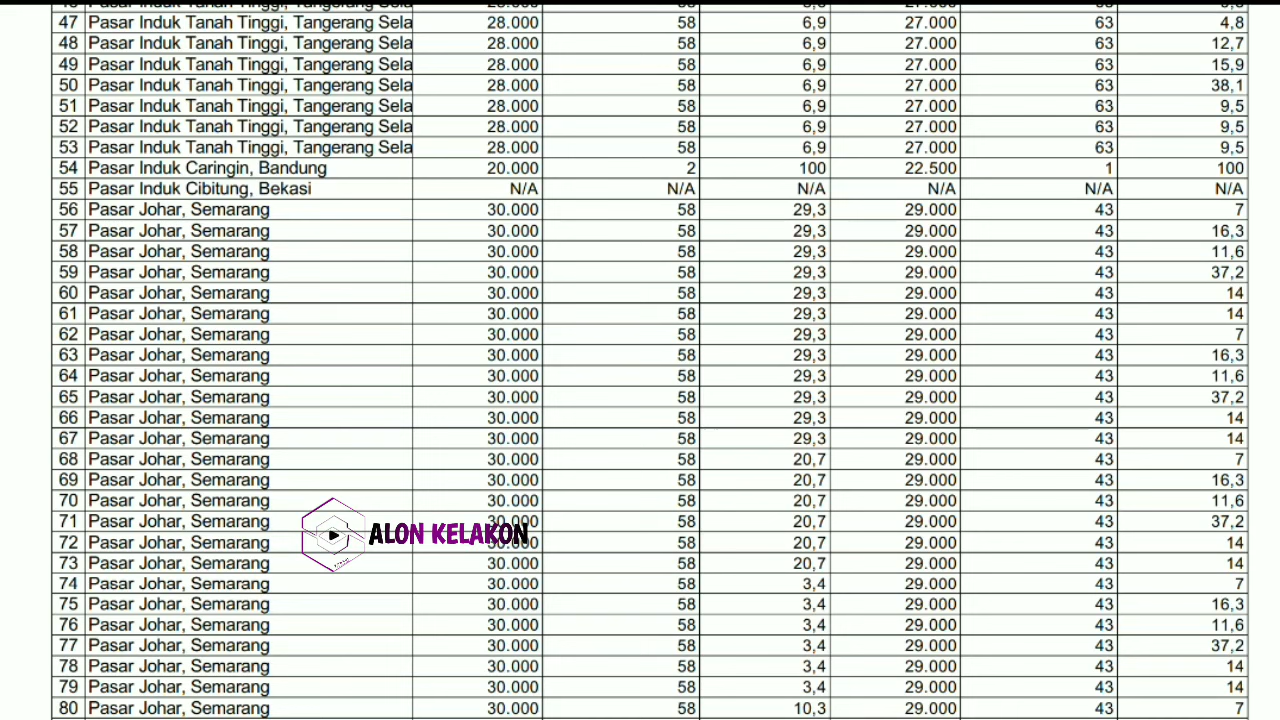 47 Pasar Induk Tanah Tinggi, Tangerang Sela 28.000 58 6,9 27.000 63 4,8
48 Pasar Induk Tanah Tinggi, Tangerang Sela 28.000 58 6,9 27.000 63 12,7
49 Pasar Induk Tanah Tinggi, Tangerang Sela 28.000 58 6,9 27.000 63 15,9
50 Pasar Induk Tanah Tinggi, Tangerang Sela 28.000 58 6,9 27.000 63 38,1
51 Pasar Induk Tanah Tinggi, Tangerang Sela 28.000 58 6,9 27.000 63 9,5
52 Pasar Induk Tanah Tinggi, Tangerang Sela 28.000 58 6,9 27.000 63 9,5
53 Pasar Induk Tanah Tinggi, Tangerang Sela 28.000 58 6,9 27.000 63 9,5
54 Pasar Induk Caringin, Bandung 20.000 2 100 22.500 1 100
55 Pasar Induk Cibitung, Bekasi N/A N/A N/A N/A N/A N/A
56 Pasar Johar, Semarang 30.000 58 29,3 29.000 43 7
57 Pasar Johar, Semarang 30.000 58 29,3 29.000 43 16,3
58 Pasar Johar, Semarang 30.000 58 29,3 29.000 43 11,6
59 Pasar Johar, Semarang 30.000 58 29,3 29.000 43 37,2
60 Pasar Johar, Semarang 30.000 58 29,3 29.000 43 14
61 Pasar Johar, Semarang 30.000 58 29,3 29.000 43 14
62 Pasar Johar, Semarang 30.000 58 29,3 29.000 43 7
63 Pasar Johar, Semarang 30.000 58 29,3 29.000 43 16,3
64 Pasar Johar, Semarang 30.000 58 29,3 29.000 43 11,6
65 Pasar Johar, Semarang 30.000 58 29,3 29.000 43 37,2
66 Pasar Johar, Semarang 30.000 58 29,3 29.000 43 14
67 Pasar Johar, Semarang 30.000 58 29,3 29.000 43 14
68 Pasar Johar, Semarang 30.000 58 20,7 29.000 43 7
69 Pasar Johar, Semarang 30.000 58 20,7 29.000 43 16,3
70 Pasar Johar, Semarang 30.000 58 20,7 29.000 43 11,6
71 Pasar Johar, Semarang 30.000 58 20,7 29.000 43 37,2
ALON KELAKON
72 Pasar Johar, Semarang 30.000 58 20,7 29.000 43 14
73 Pasar Johar, Semarang 30.000 58 20,7 29.000 43 14
74 Pasar Johar, Semarang 30.000 58 3,4 29.000 43 7
75 Pasar Johar, Semarang 30.000 58 3,4 29.000 43 16,3
76 Pasar Johar, Semarang 30.000 58 3,4 29.000 43 11,6
77 Pasar Johar, Semarang 30.000 58 3,4 29.000 43 37,2
78 Pasar Johar, Semarang 30.000 58 3,4 29.000 43 14
79 Pasar Johar, Semarang 30.000 58 3,4 29.000 43 14
80 Pasar Johar, Semarang 30.000 58 10,3 29.000 43 7